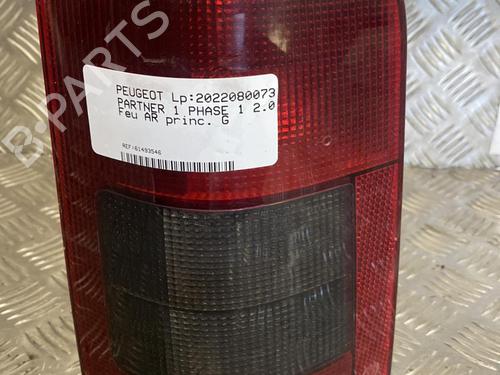 PEUGEOT Lp:2022080073
PARTNER 1 PHASE 1 2.0
Feu AR princ. G
REF:61493546
B-PARTS